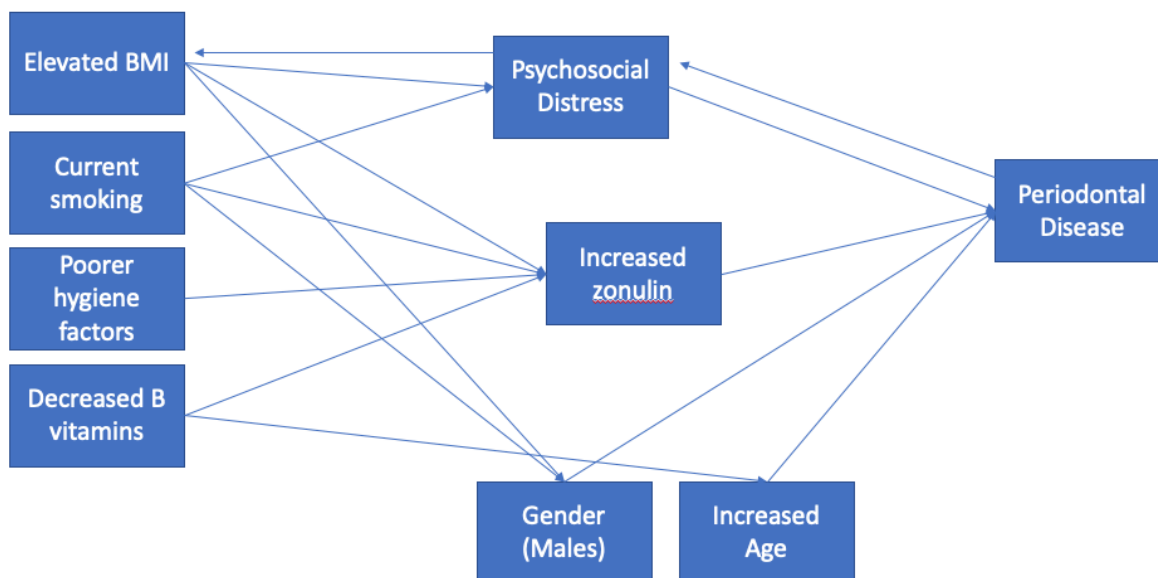 Elevated BMI
Psychosocial
Distress
Current
smoking
Periodontal
Disease
Poorer
hygiene
factors
Increased
zonulin
Decreased B
vitamins
Gender
(Males)
Increased
Age